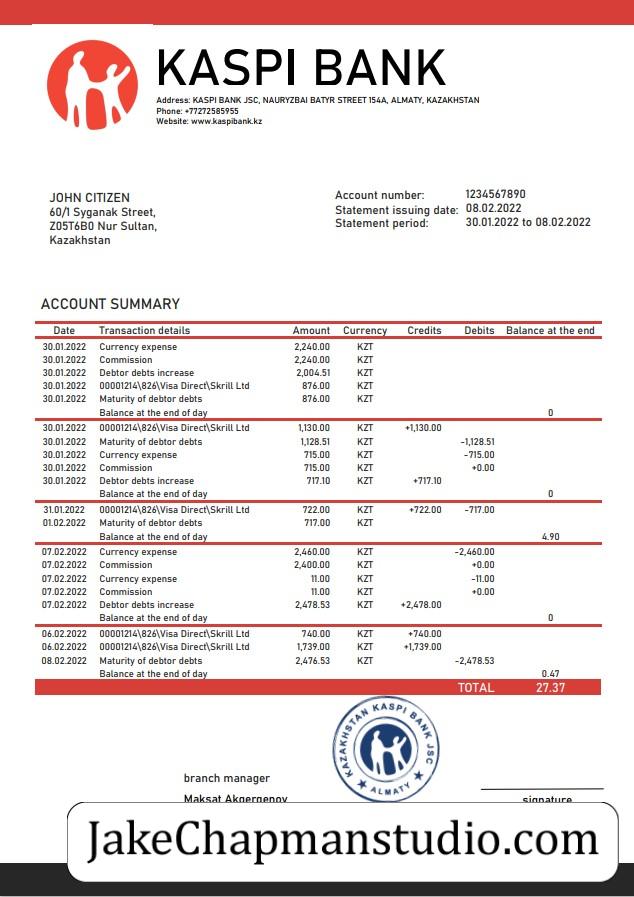 KASPI BANK
Address: KASPI BANK JSC, NAURYZBAI BATYR STREET 154A, ALMATY, KAZAKHSTAN
Phone: +77272585955
Website: www.kaspibank.kz
JOHN CITIZEN
60/1 Syganak Street,
Z05T6B0 Nur Sultan,
Kazakhstan
Account number: 1234567890
Statement issuing date: 08.02.2022
Statement period: 30.01.2022 to 08.02.2022
ACCOUNT SUMMARY
Date Transaction details Amount Currency Credits Debits Balance at the end
30.01.2022 Currency expense 2,240.00 KZT
30.01.2022 Commission 2,240.00 KZT
30.01.2022 Debtor debts increase 2,004.51 KZT
30.01.2022 00001214\826\Visa Direct\Skrill Ltd 876.00 KZT
30.01.2022 Maturity of debtor debts 876.00 KZT
Balance at the end of day 0
30.01.2022 00001214\826\Visa Direct\Skrill Ltd 1,130.00 KZT +1,130.00
30.01.2022 Maturity of debtor debts 1,128.51 KZT -1,128.51
30.01.2022 Currency expense 715.00 KZT -715.00
30.01.2022 Commission 715.00 KZT +0.00
30.01.2022 Debtor debts increase 717.10 KZT +717.10
Balance at the end of day 0
31.01.2022 00001214\826\Visa Direct\Skrill Ltd 722.00 KZT +722.00 -717.00
01.02.2022 Maturity of debtor debts 717.00 KZT
Balance at the end of day 4.90
07.02.2022 Currency expense 2,460.00 KZT -2,460.00
07.02.2022 Commission 2,400.00 KZT +0.00
07.02.2022 Currency expense 11.00 KZT -11.00
07.02.2022 Commission 11.00 KZT +0.00
07.02.2022 Debtor debts increase 2,478.53 KZT +2,478.00
Balance at the end of day 0
06.02.2022 00001214\826\Visa Direct\Skrill Ltd 740.00 KZT +740.00
06.02.2022 00001214\826\Visa Direct\Skrill Ltd 1,739.00 KZT +1,739.00
08.02.2022 Maturity of debtor debts 2,476.53 KZT -2,478.53
Balance at the end of day 0.47
TOTAL 27.37
KAZAKHSTAN KASPI BANK JSC
ALMATY
branch manager
Maksat Akgergenov
signature
JakeChapmanstudio.com